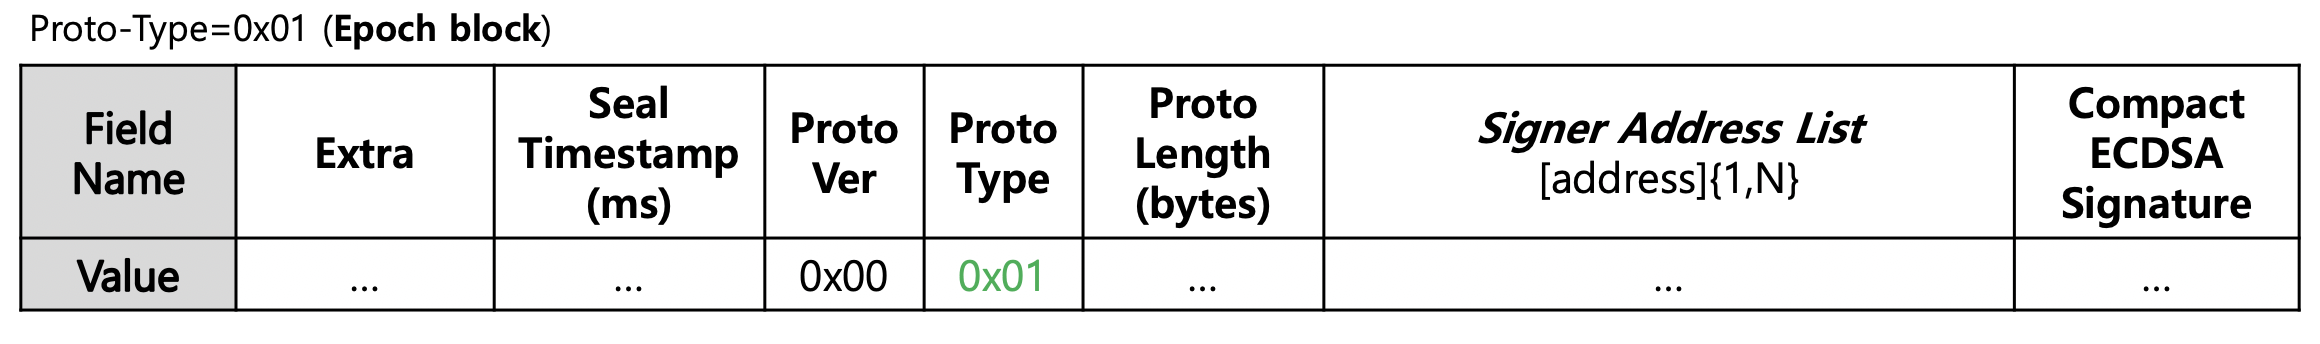 Proto-Type=0x01 (Epoch block)
Field
Name
Extra
Seal
Timestamp
(ms)
Proto
Ver
Proto
Type
Proto
Length
(bytes)
Signer Address List
[address]{1,N}
Compact
ECDSA
Signature
Value
...
...
0x00
0x01
...
...
...